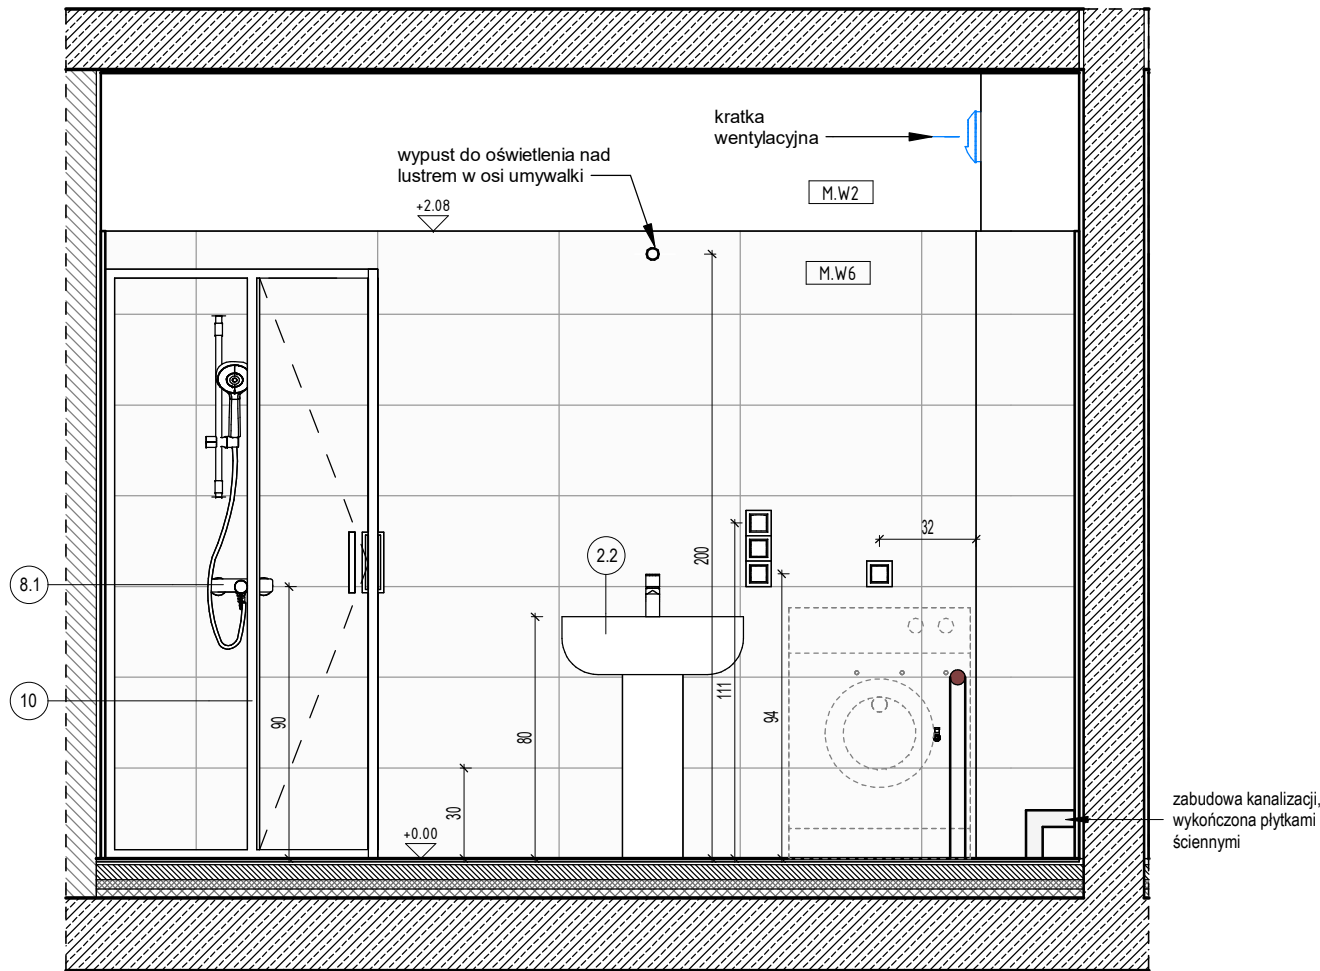 kratka
wentylacyjna
wypust do oświetlenia nad
lustrem w osi umywalki
M.W2
+2.08
M.W6
32
200
2.2
8.1
111
10
90
94
80
30
+0.00
zabudowa kanalizacji,
wykończona płytkami
ściennymi